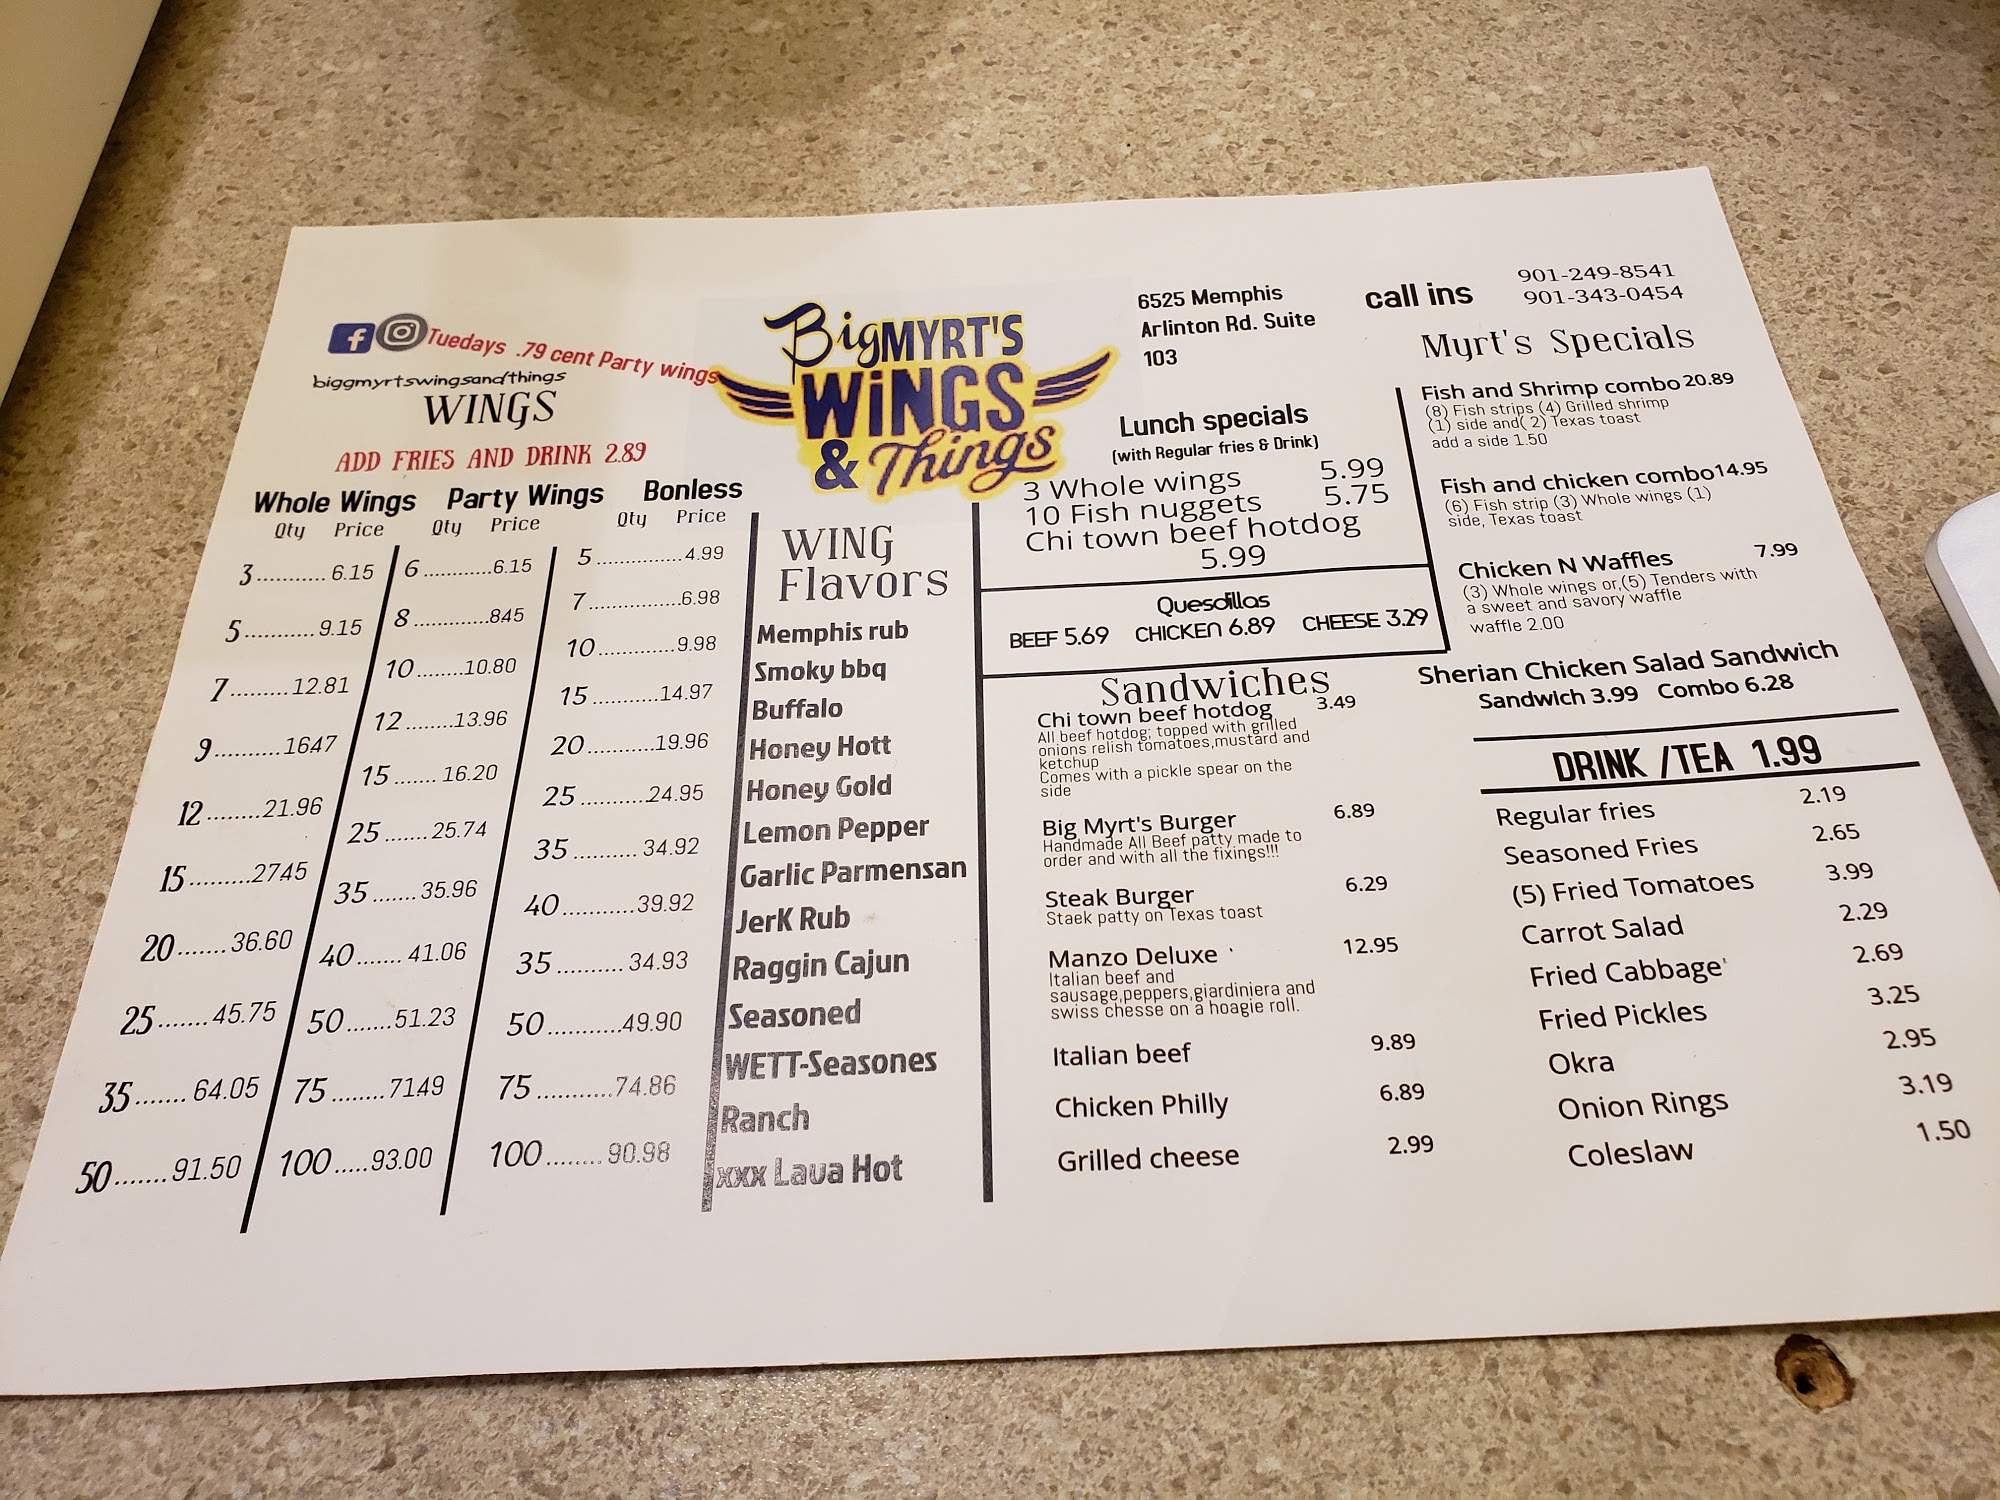 Tuedays .79 cent Party wings
biggmyrtswingsandthings
WINGS
ADD FRIES AND DRINK 2.89
Whole Wings
Qty Price
3........... 6.15
5........... 9.15
7......... 12.81
9.......... 1647
12........ 21.96
15.........2745
20....... 36.60
25....... 45.75
35....... 64.05
50....... 91.50
Party Wings
Qty Price
6............6.15
8.............845
10.......10.80
12........13.96
15....... 16.20
25.......25.74
35.......35.96
40....... 41.06
50.......51.23
75........7149
100.....93.00
Bonless
Qty Price
5................4.99
7................6.98
10..............9.98
15............14.97
20............19.96
25...........24.95
35.......... 34.92
40...........39.92
35.......... 34.93
50...........49.90
75............74.86
100........90.98
BigMYRT'S
WiNGS
& Things
WING
Flavors
Memphis rub
Smoky bbq
Buffalo
Honey Hott
Honey Gold
Lemon Pepper
Garlic Parmensan
JerK Rub
Raggin Cajun
Seasoned
WETT-Seasones
Ranch
xxx Laua Hot
6525 Memphis
Arlinton Rd. Suite
103
call ins
901-249-8541
901-343-0454
Lunch specials
(with Regular fries & Drink)
3 Whole wings 5.99
10 Fish nuggets 5.75
Chi town beef hotdog
5.99
Quesdillas
BEEF 5.69 CHICKEN 6.89 CHEESE 3.29
Sandwiches
Chi town beef hotdog 3.49
All beef hotdog; topped with grilled
onions relish tomatoes,mustard and
ketchup
Comes with a pickle spear on the
side
Big Myrt's Burger 6.89
Handmade All Beef patty made to
order and with all the fixings!!!
Steak Burger 6.29
Staek patty on Texas toast
Manzo Deluxe 12.95
Italian beef and
sausage,peppers,giardiniera and
swiss chesse on a hoagie roll.
Italian beef 9.89
Chicken Philly 6.89
Grilled cheese 2.99
Myrt's Specials
Fish and Shrimp combo 20.89
(8) Fish strips (4) Grilled shrimp
(1) side and( 2) Texas toast
add a side 1.50
Fish and chicken combo 14.95
(6) Fish strip (3) Whole wings (1)
side, Texas toast
Chicken N Waffles 7.99
(3) Whole wings or,(5) Tenders with
a sweet and savory waffle
waffle 2.00
Sherian Chicken Salad Sandwich
Sandwich 3.99 Combo 6.28
DRINK /TEA 1.99
Regular fries 2.19
Seasoned Fries 2.65
(5) Fried Tomatoes 3.99
Carrot Salad 2.29
Fried Cabbage' 2.69
Fried Pickles 3.25
Okra 2.95
Onion Rings 3.19
Coleslaw 1.50